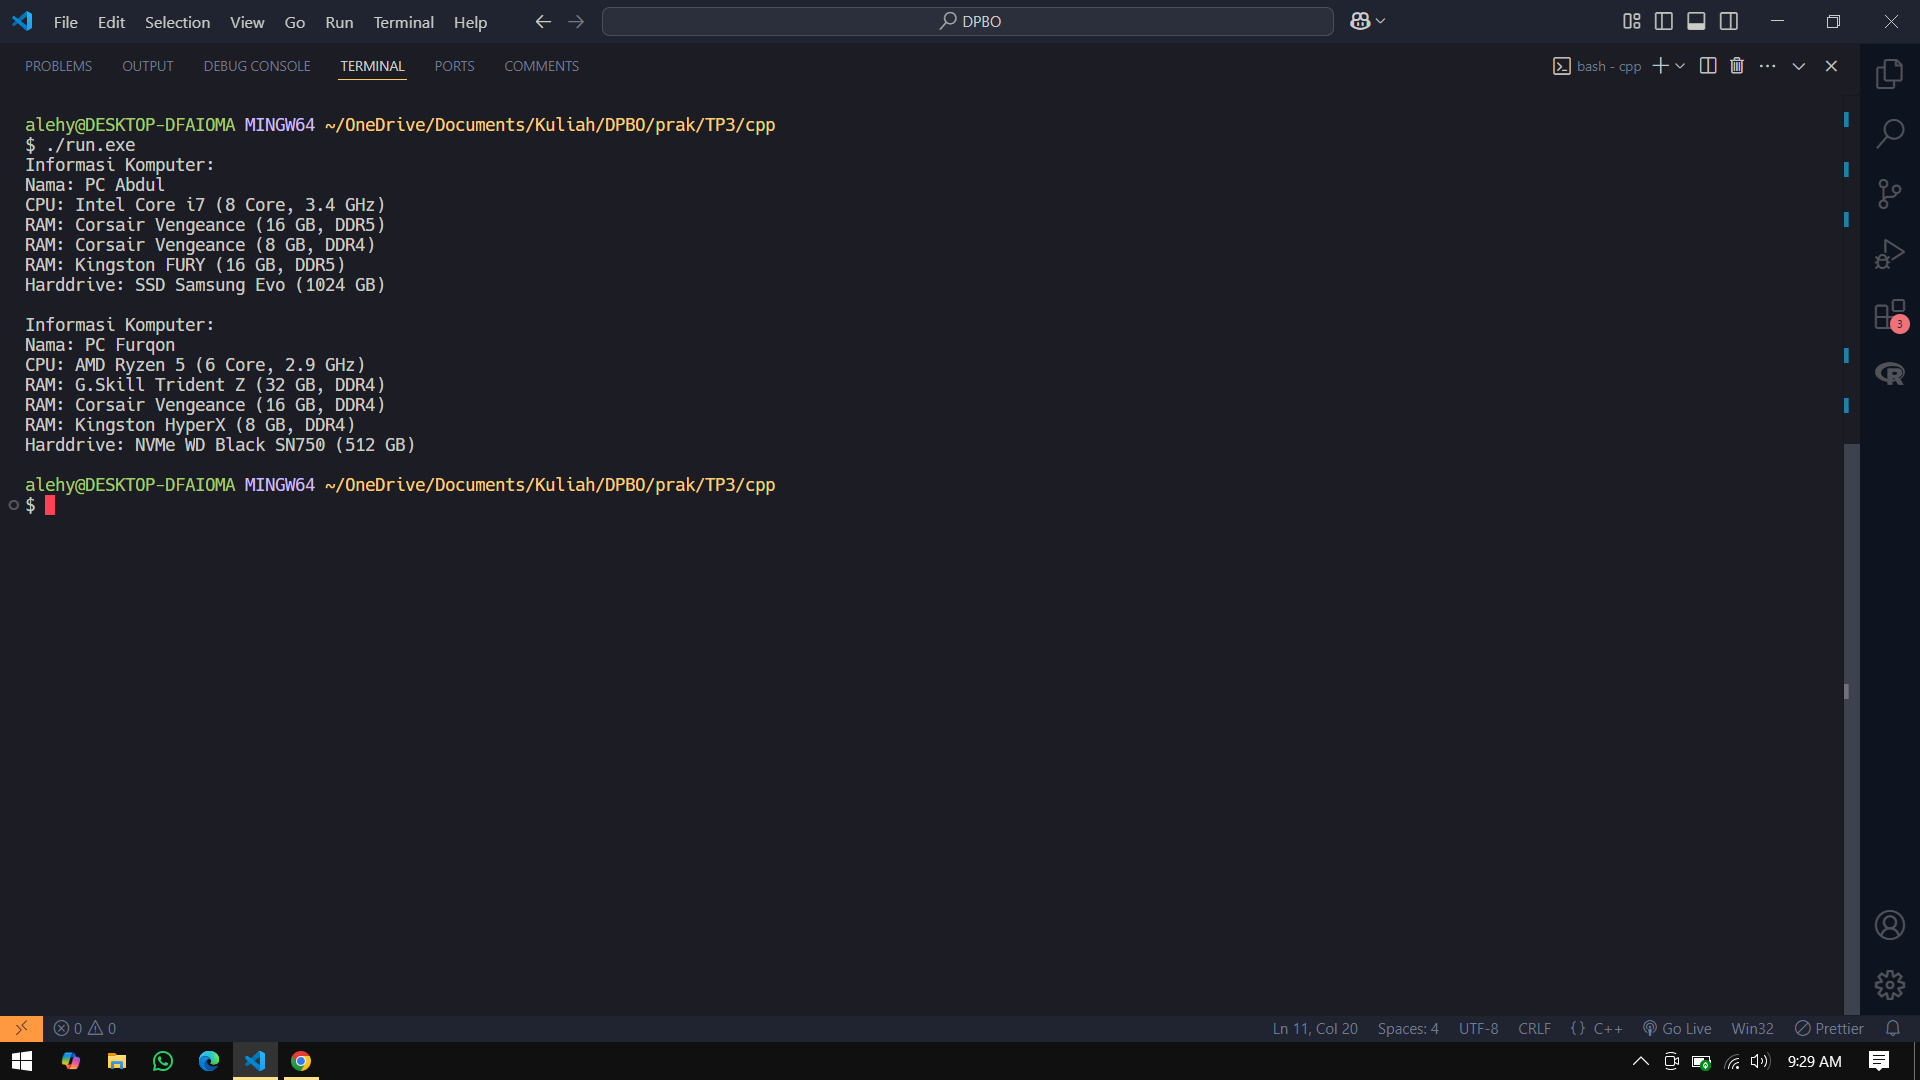 File Edit Selection View Go Run Terminal Help DPBO
PROBLEMS OUTPUT DEBUG CONSOLE TERMINAL PORTS COMMENTS bash - cpp
alehy@DESKTOP-DFAIOMA MINGW64 ~/OneDrive/Documents/Kuliah/DPBO/prak/TP3/cpp
$ ./run.exe
Informasi Komputer:
Nama: PC Abdul
CPU: Intel Core i7 (8 Core, 3.4 GHz)
RAM: Corsair Vengeance (16 GB, DDR5)
RAM: Corsair Vengeance (8 GB, DDR4)
RAM: Kingston FURY (16 GB, DDR5)
Harddrive: SSD Samsung Evo (1024 GB)
Informasi Komputer:
Nama: PC Furqon
CPU: AMD Ryzen 5 (6 Core, 2.9 GHz)
RAM: G.Skill Trident Z (32 GB, DDR4)
RAM: Corsair Vengeance (16 GB, DDR4)
RAM: Kingston HyperX (8 GB, DDR4)
Harddrive: NVMe WD Black SN750 (512 GB)
alehy@DESKTOP-DFAIOMA MINGW64 ~/OneDrive/Documents/Kuliah/DPBO/prak/TP3/cpp
$
3
R
0 0 Ln 11, Col 20 Spaces: 4 UTF-8 CRLF {} C++ Go Live Win32 Prettier
9:29 AM